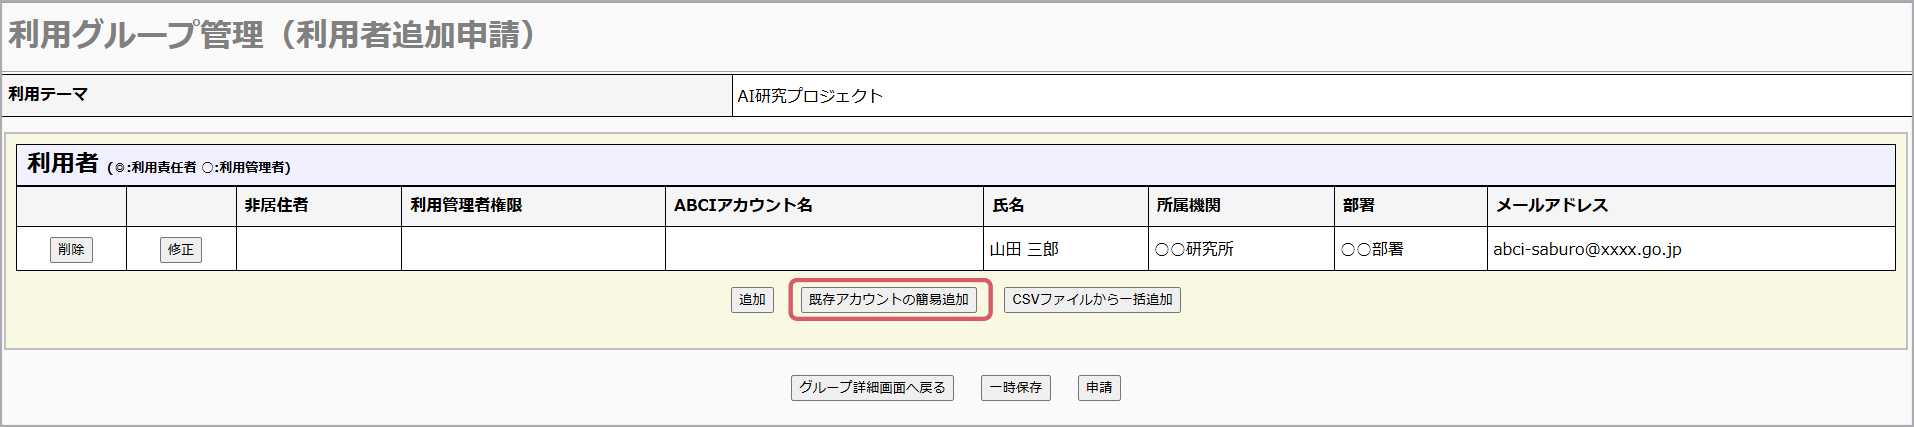 利用グループ管理（利用者追加申請）
利用テーマ AI研究プロジェクト
利用者 (◎:利用責任者 ○:利用管理者)
非居住者 利用管理者権限 ABCIアカウント名 氏名 所属機関 部署 メールアドレス
削除 修正 山田 三郎 ○○研究所 ○○部署 abci-saburo@xxxx.go.jp
追加 既存アカウントの簡易追加 CSVファイルから一括追加
グループ詳細画面へ戻る 一時保存 申請